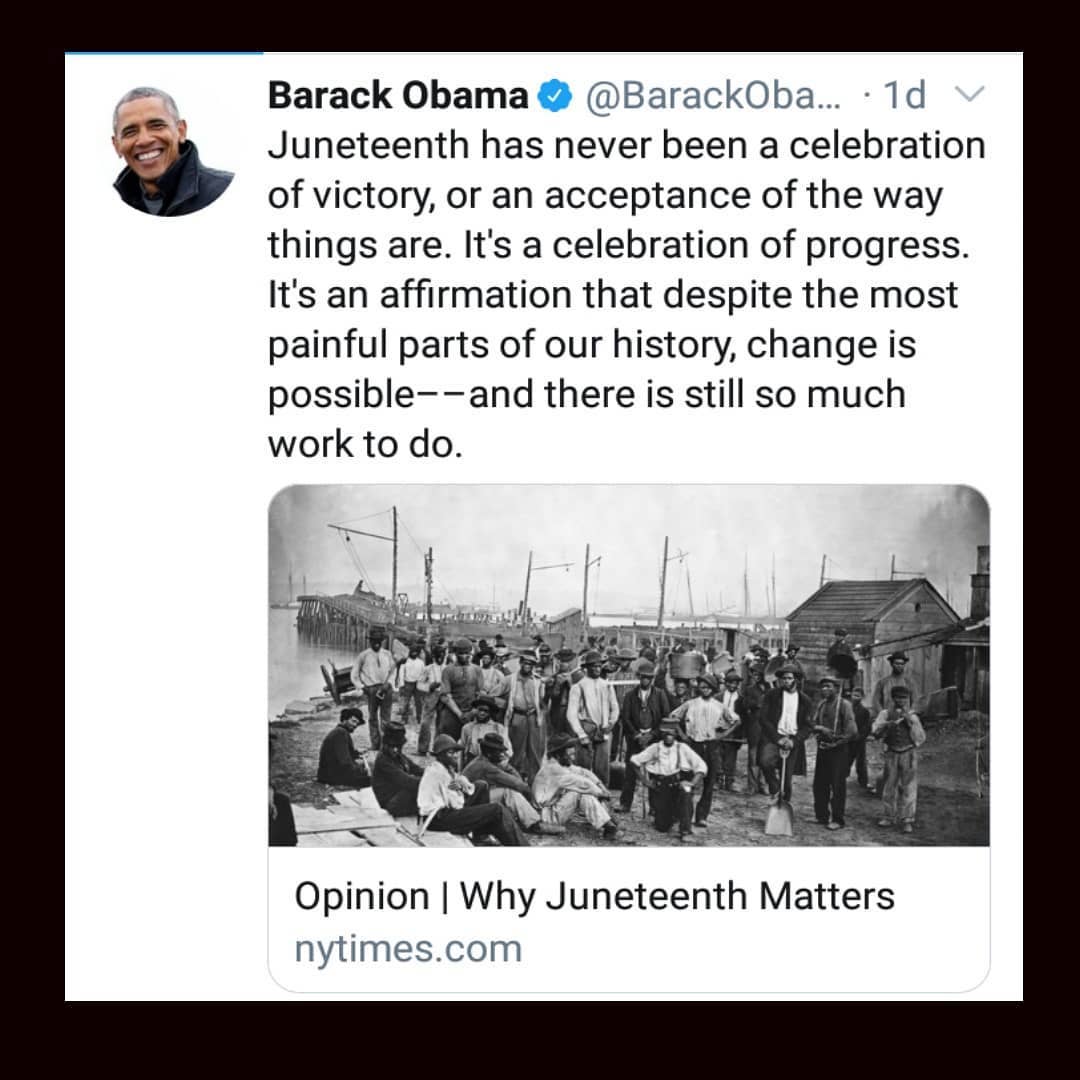 Barack Obama @BarackOba... · 1d
Juneteenth has never been a celebration
of victory, or an acceptance of the way
things are. It's a celebration of progress.
It's an affirmation that despite the most
painful parts of our history, change is
possible––and there is still so much
work to do.
Opinion | Why Juneteenth Matters
nytimes.com